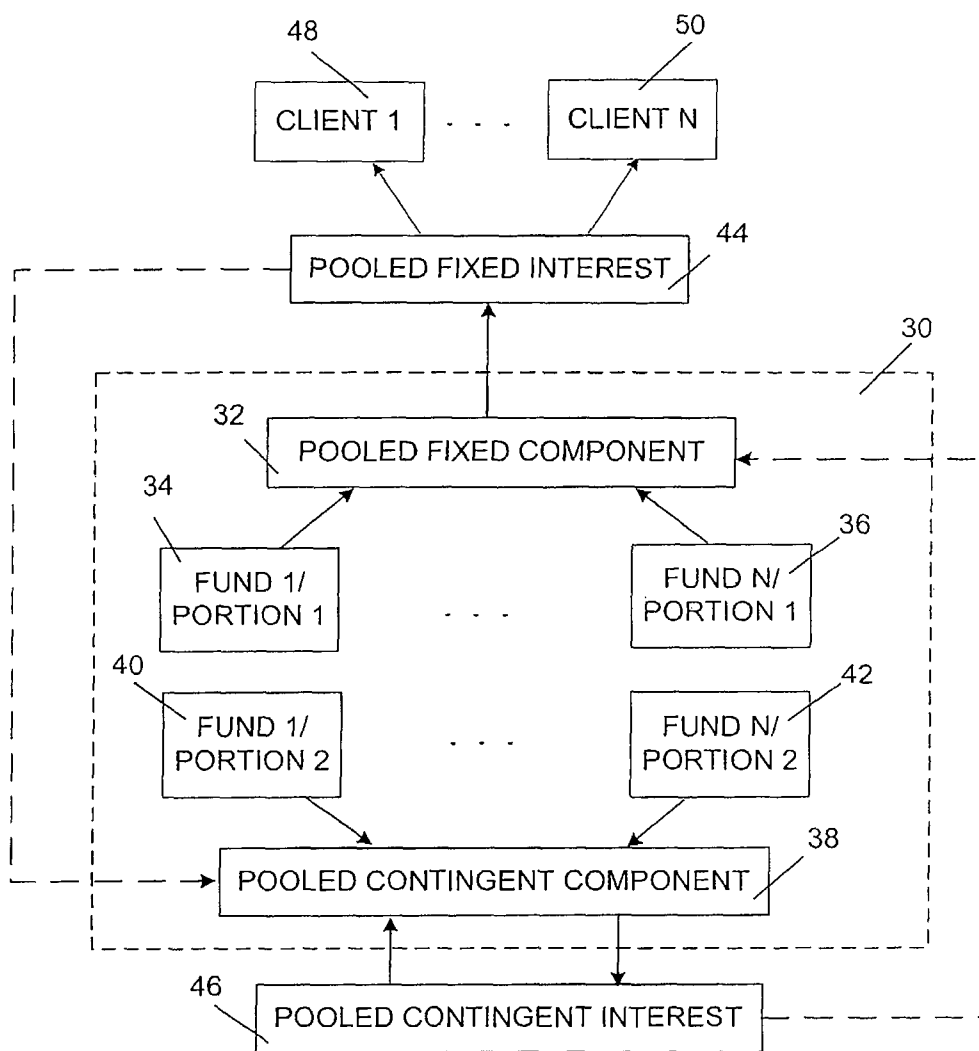 48
50
CLIENT 1
. . .
CLIENT N
POOLED FIXED INTEREST
44
30
32
POOLED FIXED COMPONENT
34
36
FUND 1/
PORTION 1
. . .
FUND N/
PORTION 1
40
42
FUND 1/
PORTION 2
. . .
FUND N/
PORTION 2
38
POOLED CONTINGENT COMPONENT
46
POOLED CONTINGENT INTEREST